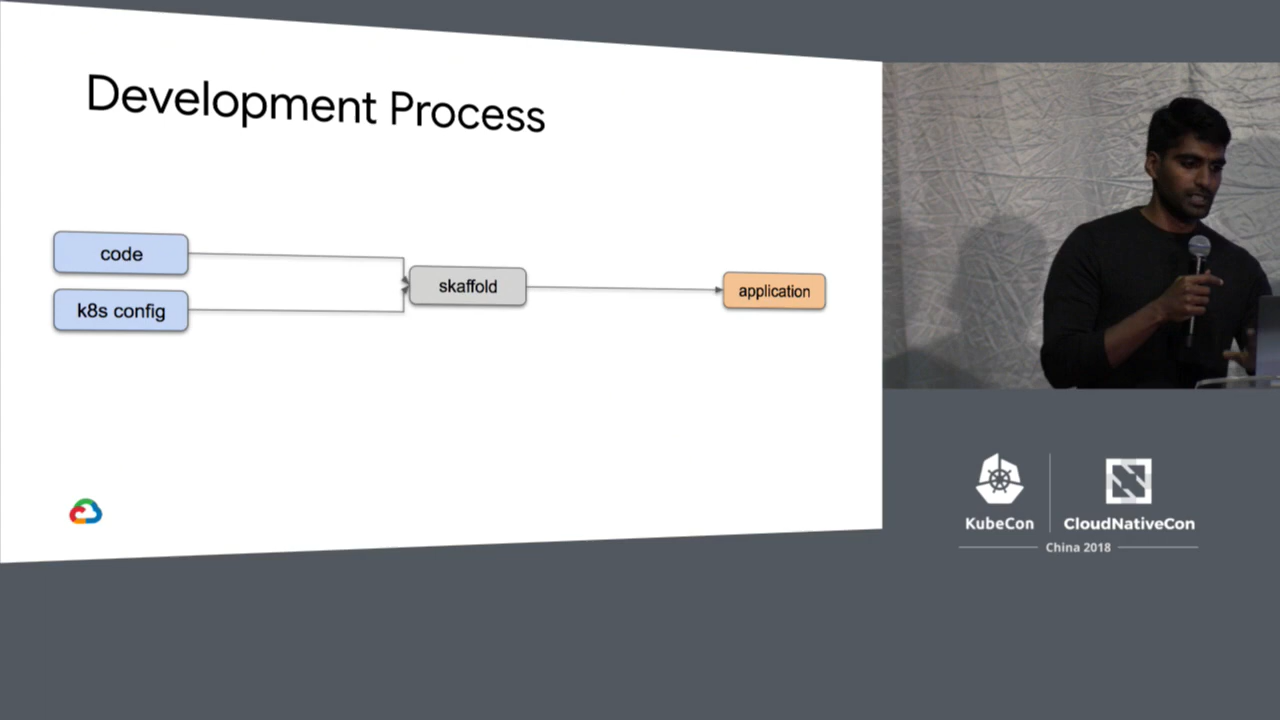 Development Process
code
k8s config
skaffold
application
KubeCon
CloudNativeCon
China 2018